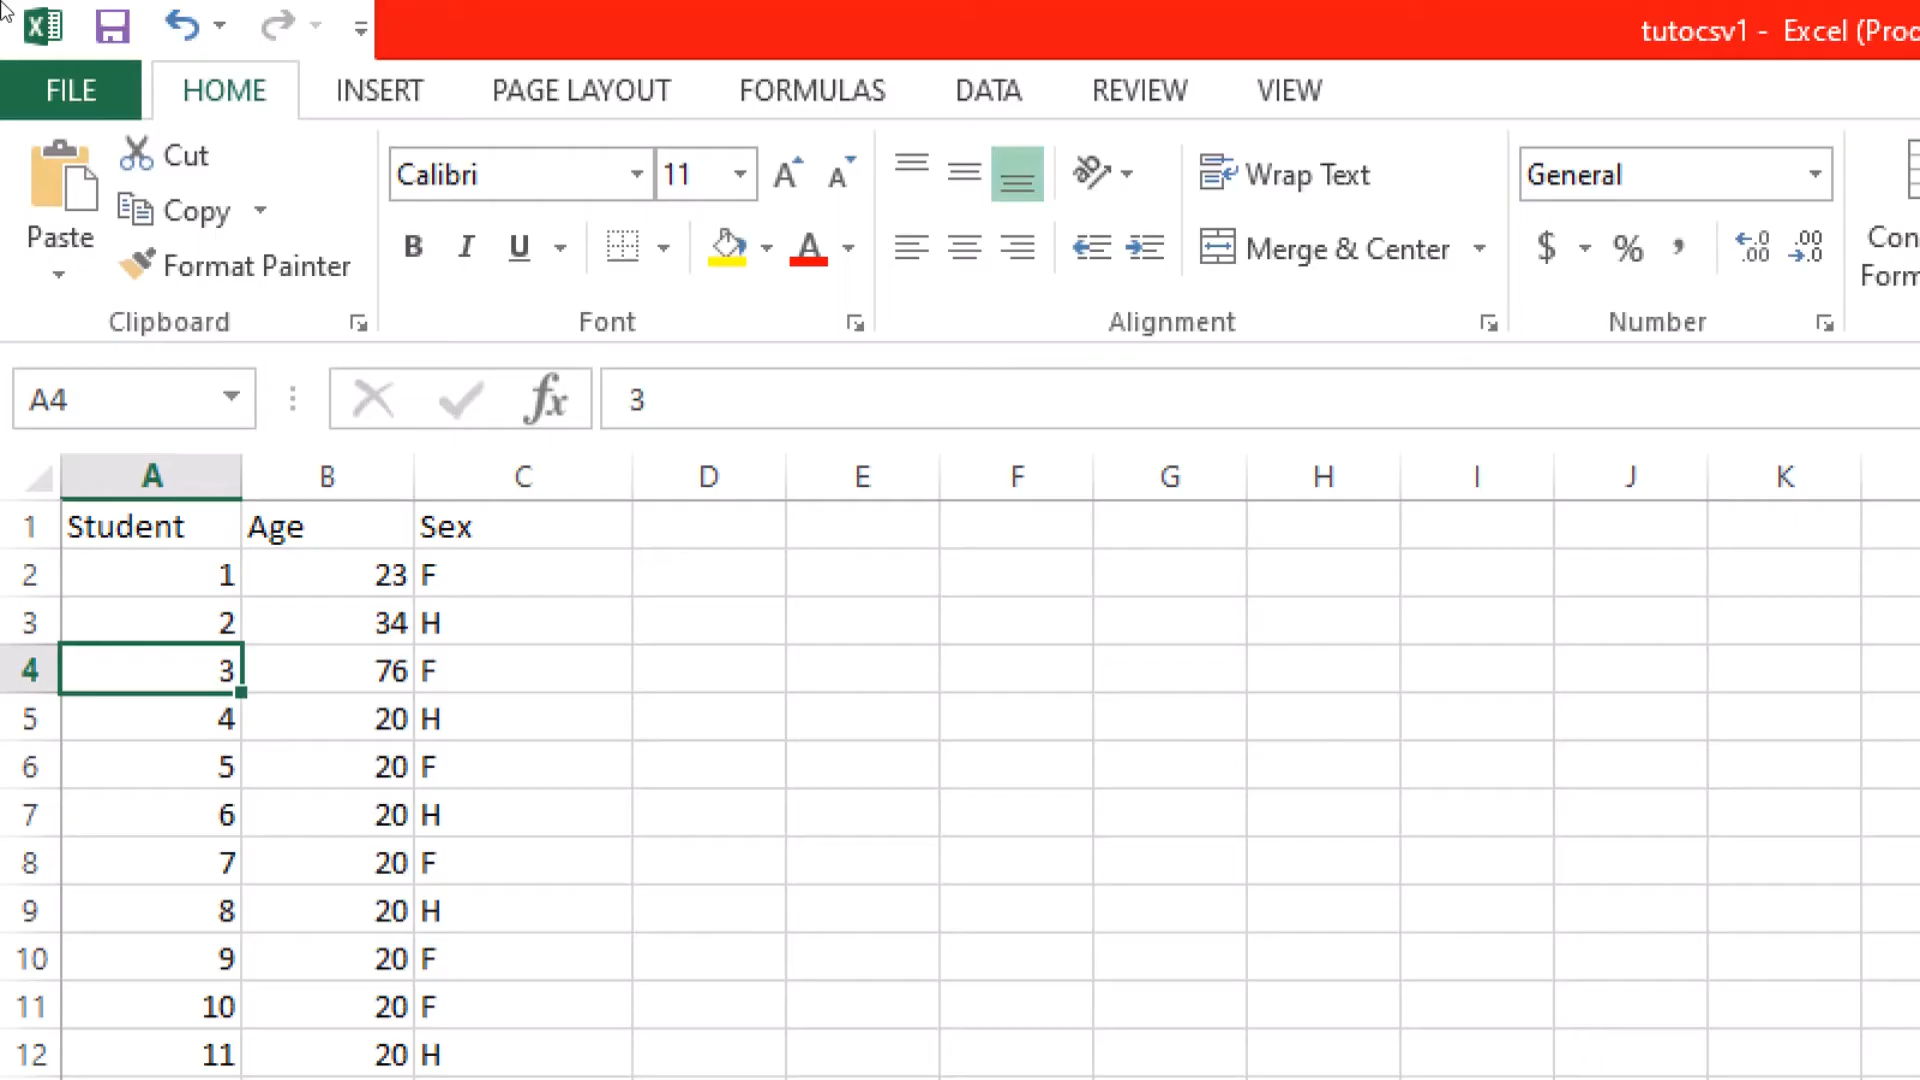 tutocsv1 - Excel (Proc
FILE HOME INSERT PAGE LAYOUT FORMULAS DATA REVIEW VIEW
Paste
Cut
Copy
Format Painter
Clipboard
Calibri 11
B I U A
Font
Wrap Text
Merge & Center
Alignment
General
$ % ,
Number
Con
Form
A4 fx 3
A B C D E F G H I J K
1 Student Age Sex
2 1 23 F
3 2 34 H
4 3 76 F
5 4 20 H
6 5 20 F
7 6 20 H
8 7 20 F
9 8 20 H
10 9 20 F
11 10 20 F
12 11 20 H